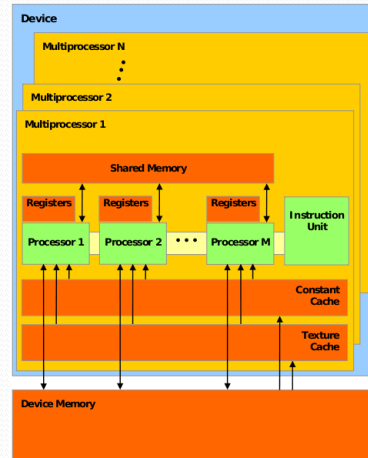 Device
Multiprocessor N
Multiprocessor 2
Multiprocessor 1
Shared Memory
Registers
Registers
Registers
Instruction
Unit
Processor 1
Processor 2
• • •
Processor M
Constant
Cache
Texture
Cache
Device Memory